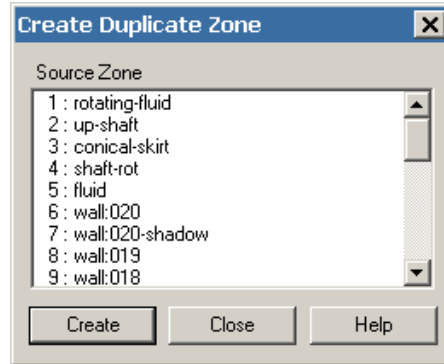 Create Duplicate Zone
Source Zone
1 : rotating-fluid
2 : up-shaft
3 : conical-skirt
4 : shaft-rot
5 : fluid
6 : wall:020
7 : wall:020-shadow
8 : wall:019
9 : wall:018
Create Close Help